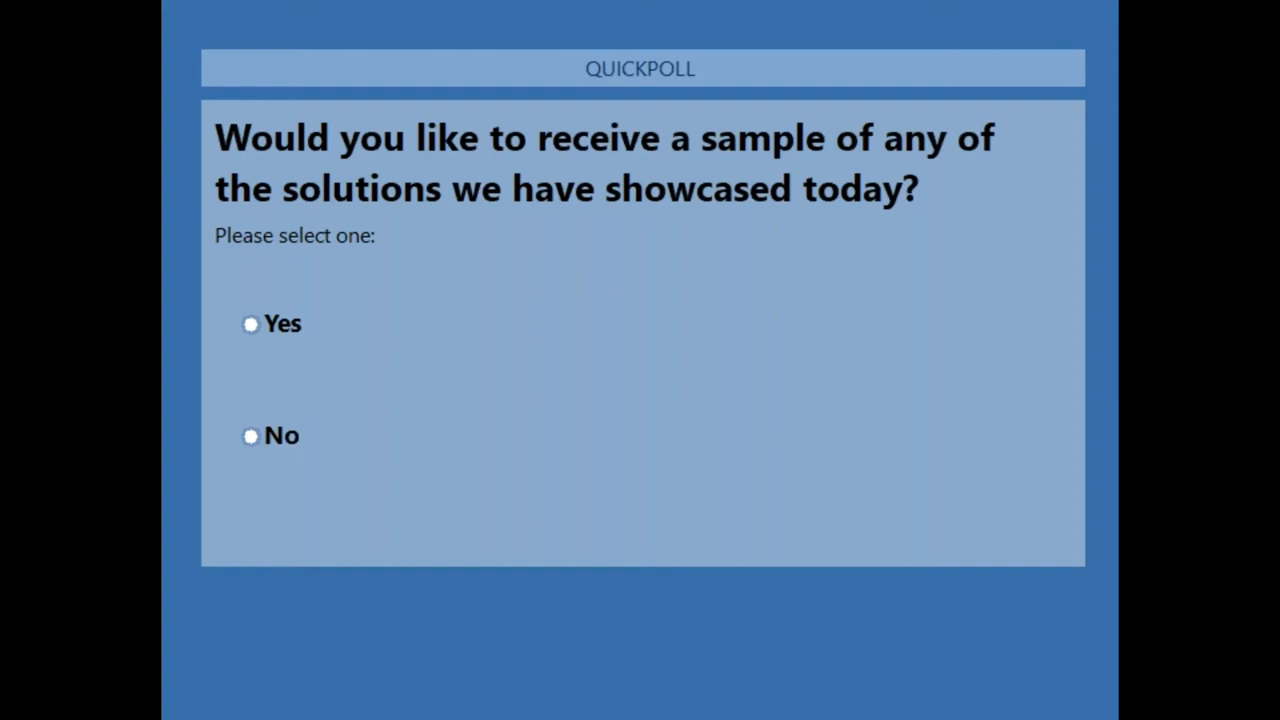 QUICKPOLL
Would you like to receive a sample of any of
the solutions we have showcased today?
Please select one:
Yes
No